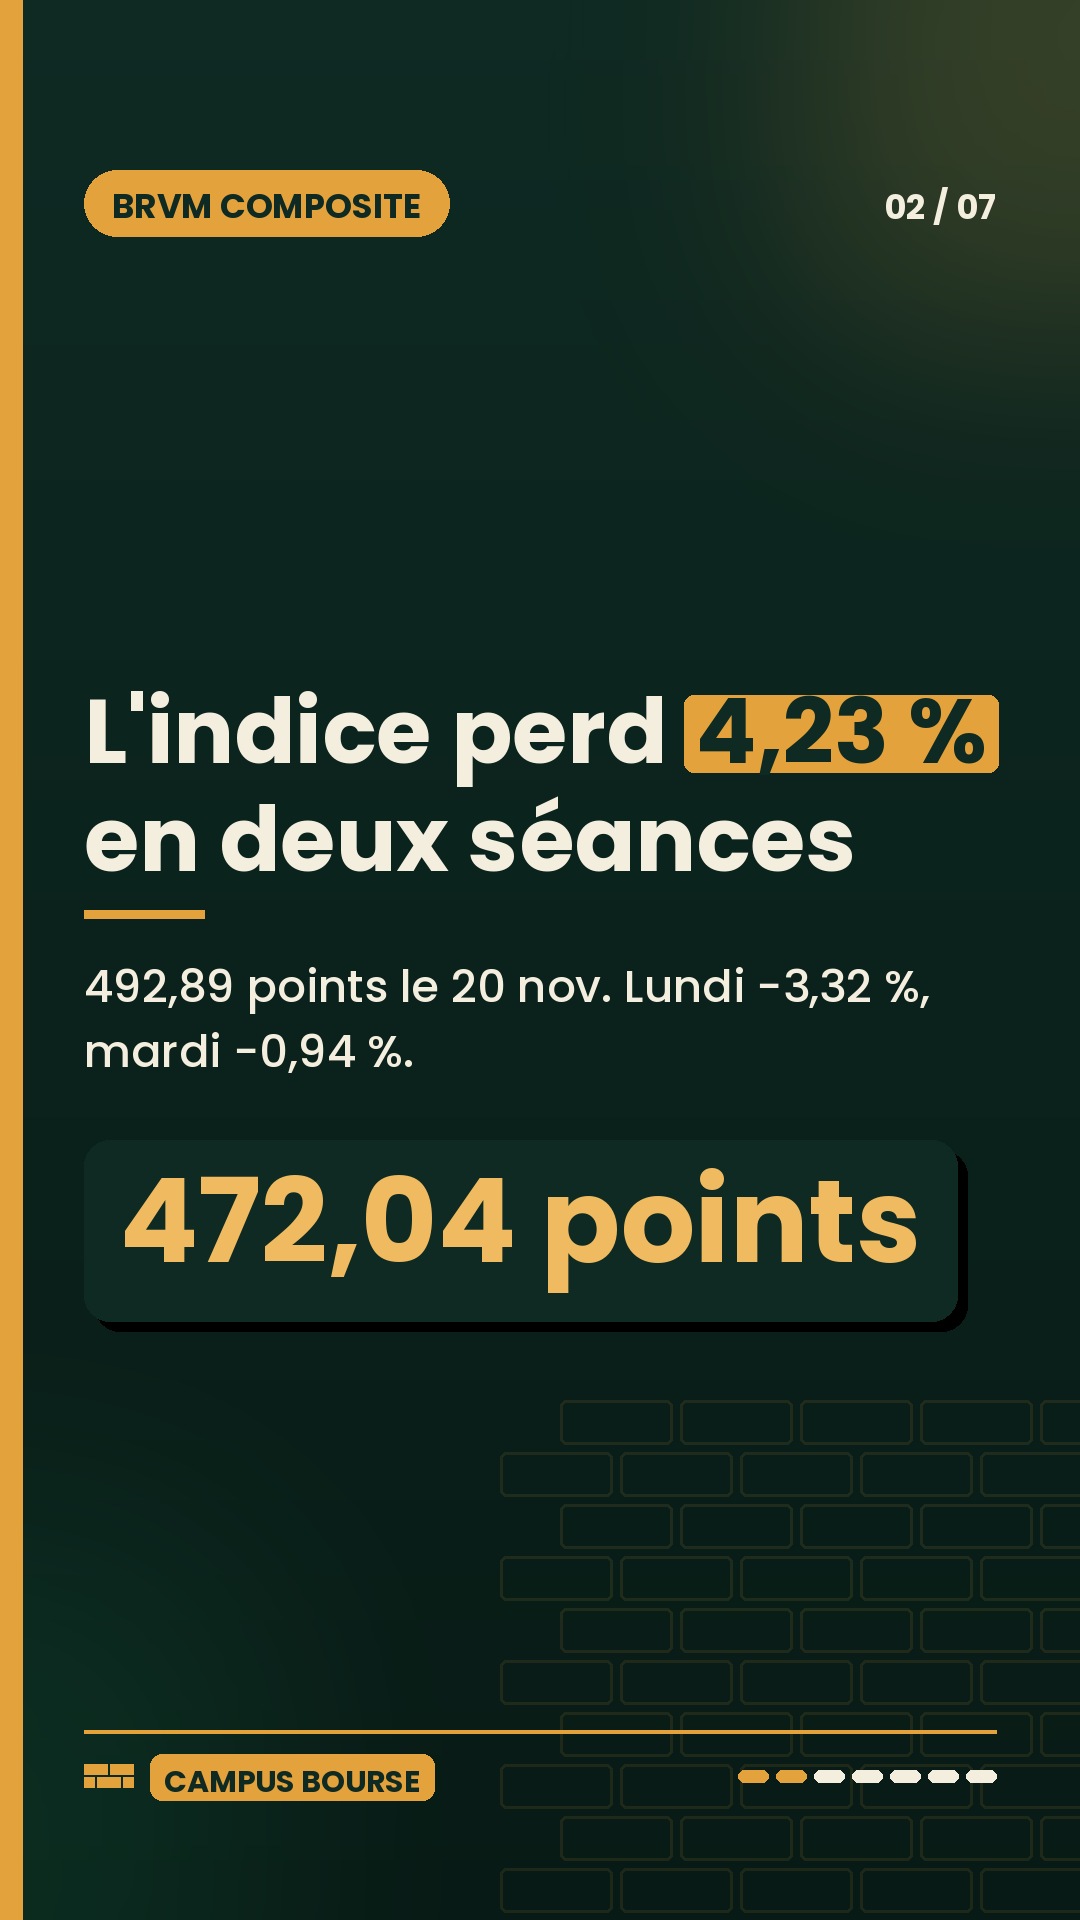 BRVM COMPOSITE
02 / 07
L'indice perd 4,23 %
en deux séances
492,89 points le 20 nov. Lundi −3,32 %,
mardi −0,94 %.
472,04 points
CAMPUS BOURSE